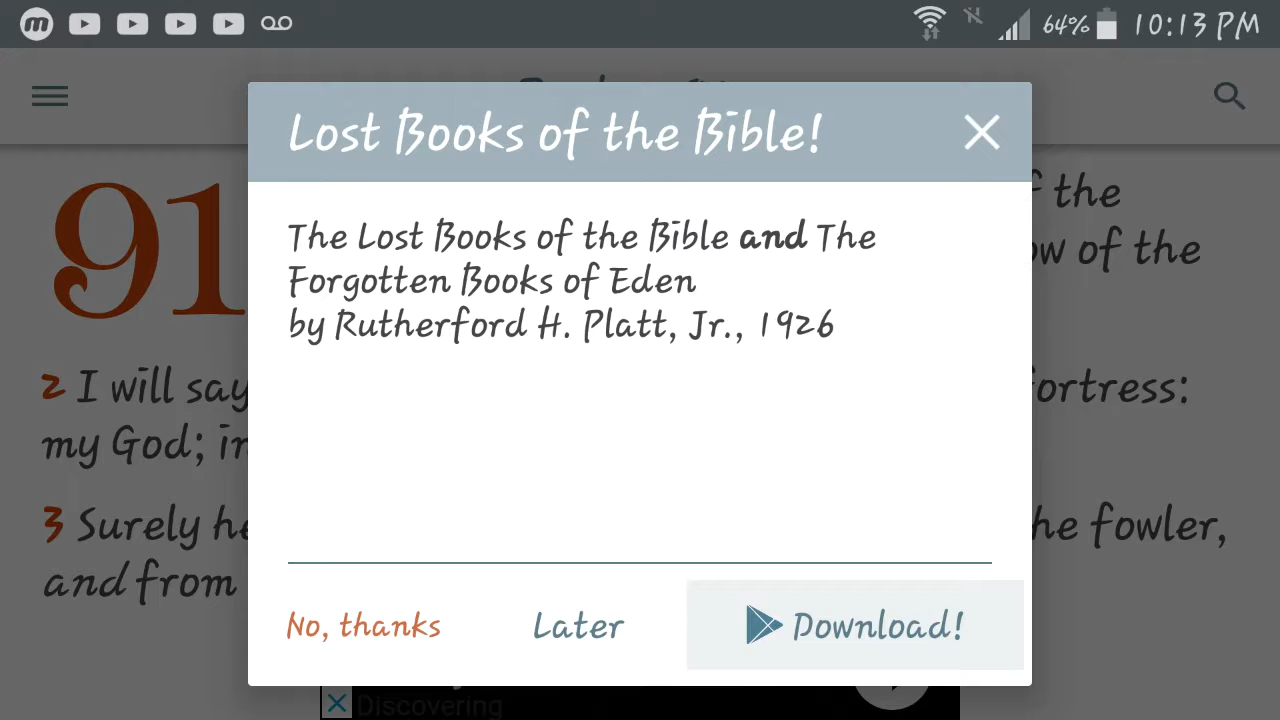 64% 10:13 PM
Lost Books of the Bible!
91
the
of the
The Lost Books of the Bible and The
Forgotten Books of Eden
by Rutherford H. Platt, Jr., 1926
2 I will say
my God; in
3 Surely he
the fowler,
and from
No, thanks Later Download!
Discovering